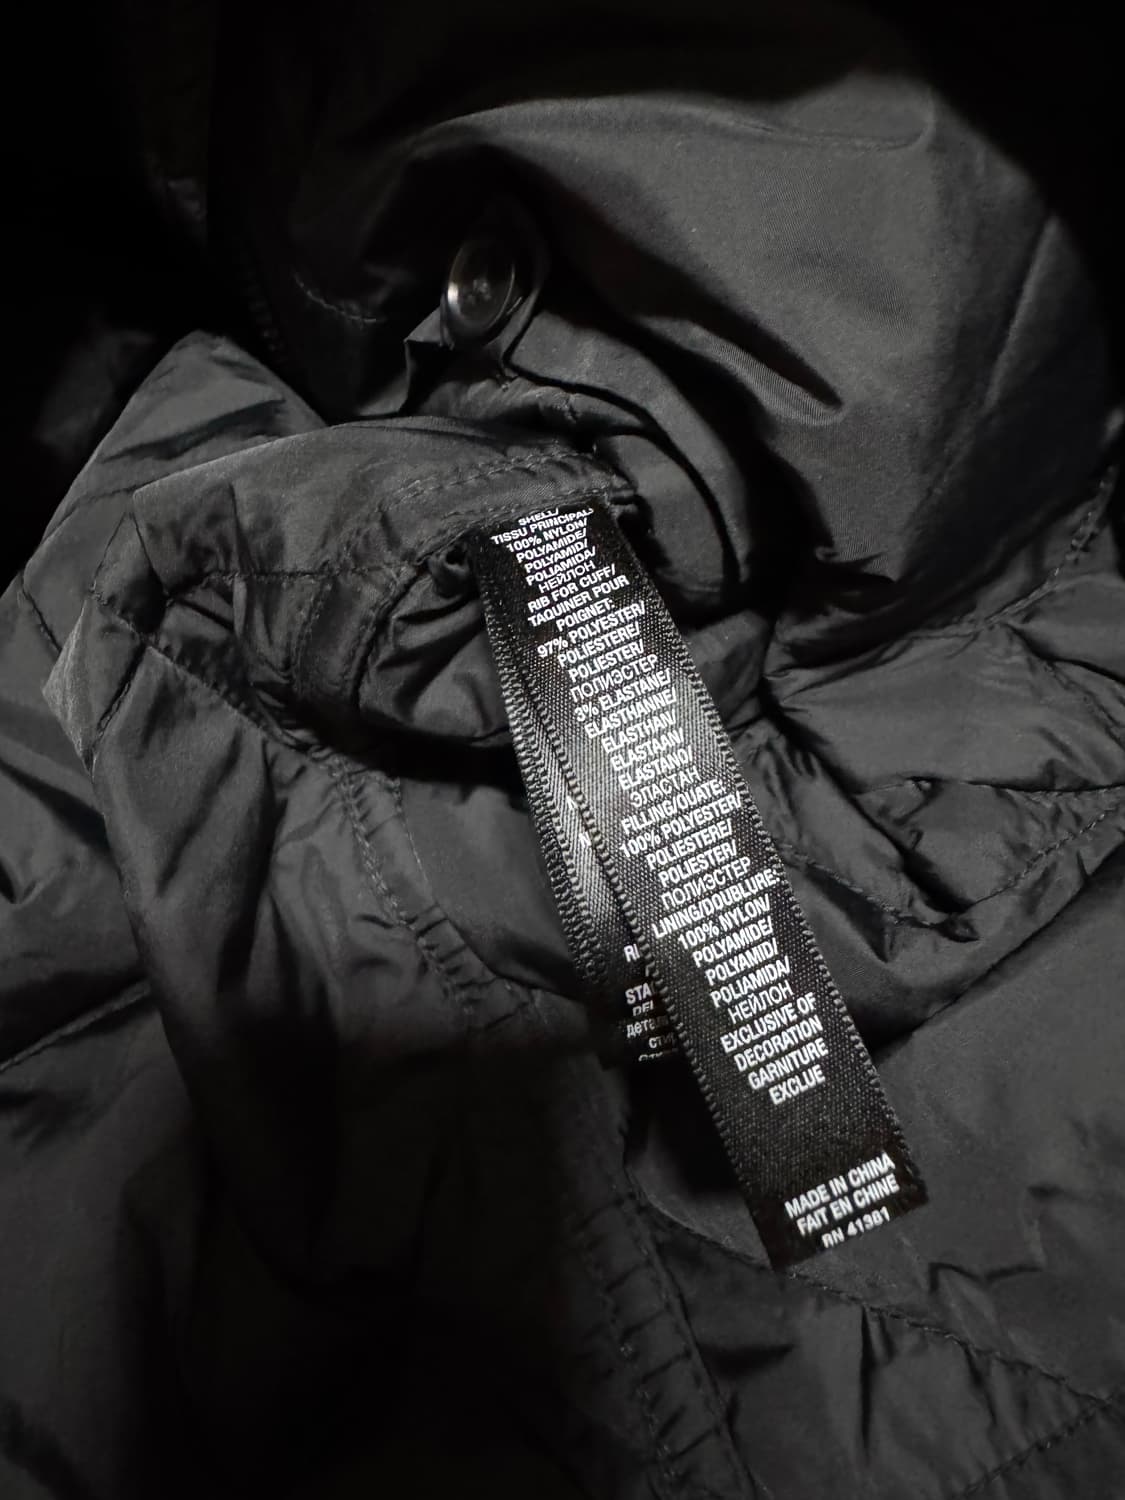 SHELL/
TISSU PRINCIPAL:
100% NYLON/
POLYAMIDE/
POLYAMID/
POLIAMIDA/
НЕЙЛОН
RIB FOR CUFF/
TAQUINER POUR
POIGNET:
97% POLYESTER/
POLIESTERE/
POLIESTER/
ПОЛИЭСТЕР
3% ELASTANE/
ELASTHANNE/
ELASTHAN/
ELASTAAN/
ELASTANO/
ЭЛАСТАН
FILLING/OUATE:
100% POLYESTER/
POLIESTERE/
POLIESTER/
ПОЛИЭСТЕР
LINING/DOUBLURE:
100% NYLON/
POLYAMIDE/
POLYAMID/
POLIAMIDA/
НЕЙЛОН
EXCLUSIVE OF
DECORATION
GARNITURE
EXCLUE
MADE IN CHINA
FAIT EN CHINE
RN 41381